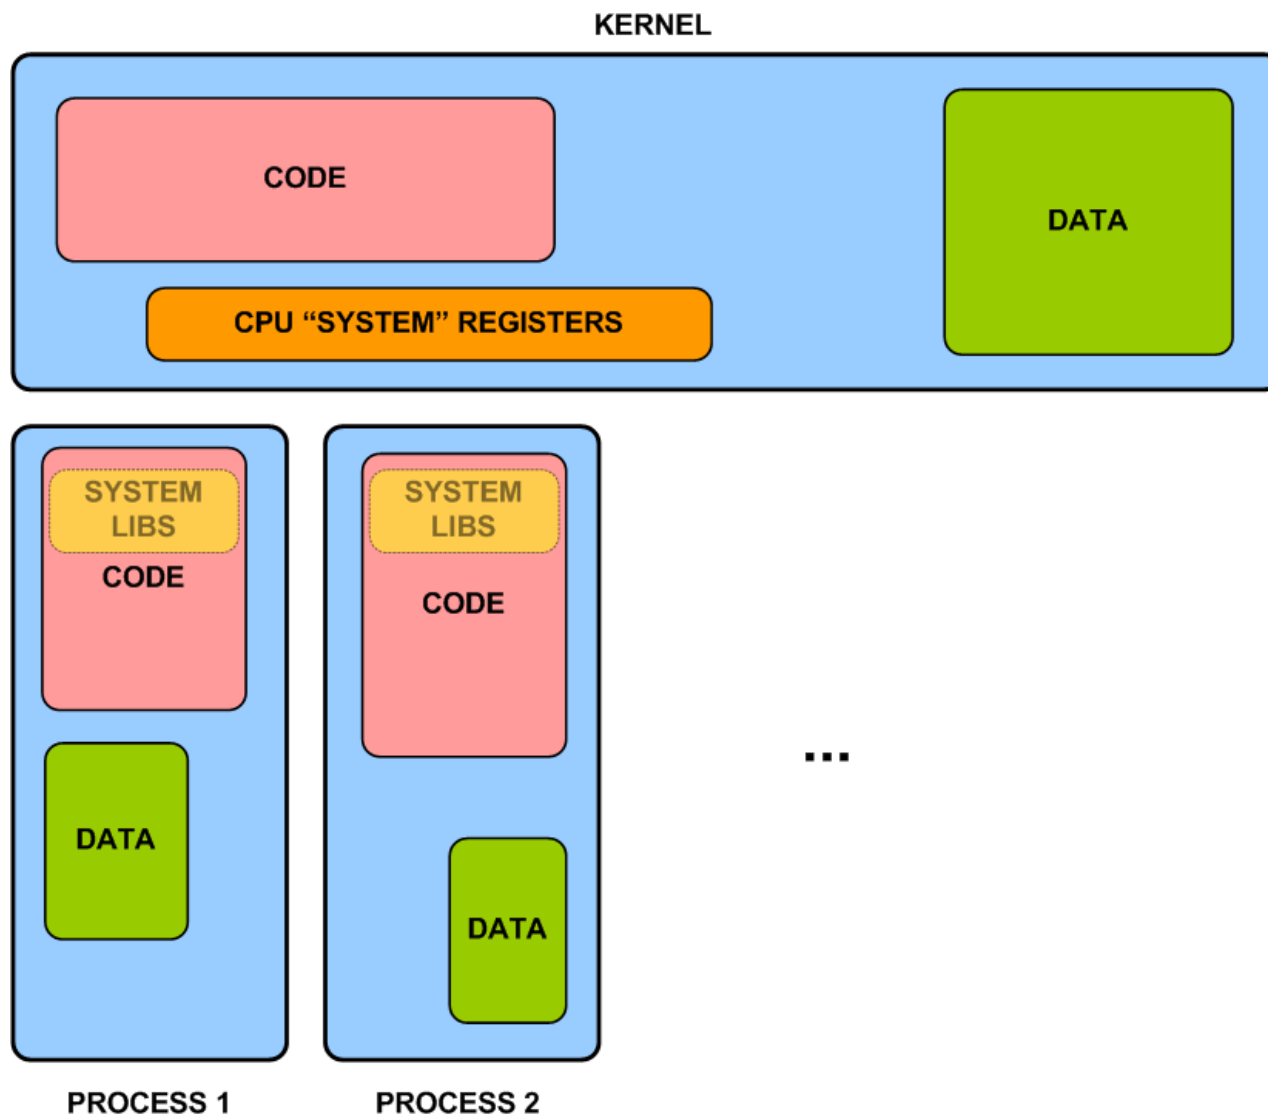 KERNEL
CODE
DATA
CPU “SYSTEM” REGISTERS
SYSTEM
LIBS
CODE
DATA
SYSTEM
LIBS
CODE
DATA
...
PROCESS 1
PROCESS 2